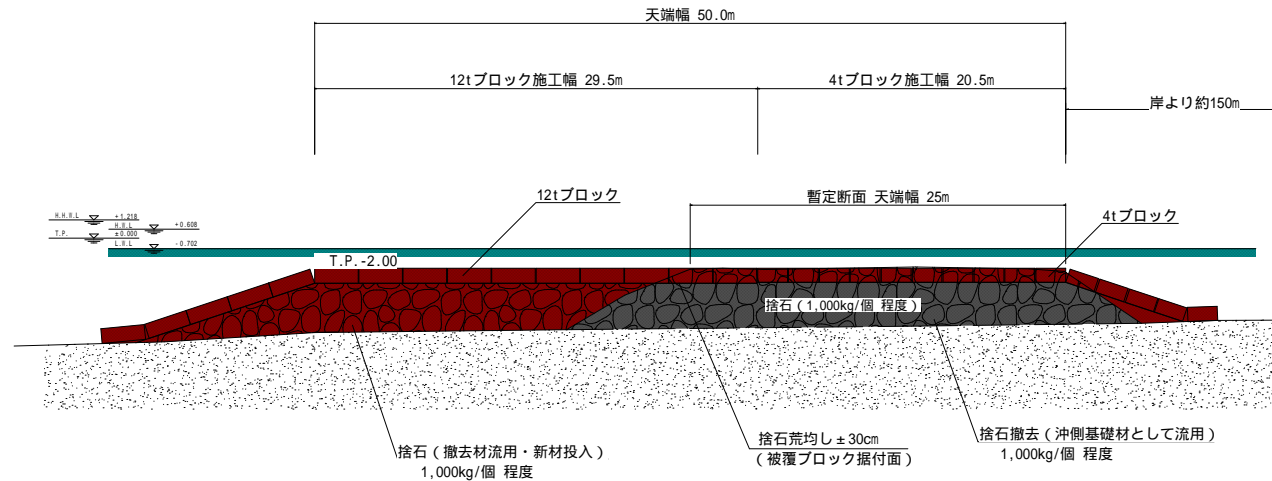 天端幅 50.0m
12tブロック施工幅 29.5m
4tブロック施工幅 20.5m
岸より約150m
12tブロック
暫定断面 天端幅 25m
4tブロック
H.H.W.L +1.218
H.W.L +0.608
T.P. ±0.000
L.W.L -0.702
T.P.-2.00
捨石(1,000kg/個 程度)
捨石(撤去材流用・新材投入)
1,000kg/個 程度
捨石荒均し±30cm
(被覆ブロック据付面)
捨石撤去(沖側基礎材として流用)
1,000kg/個 程度